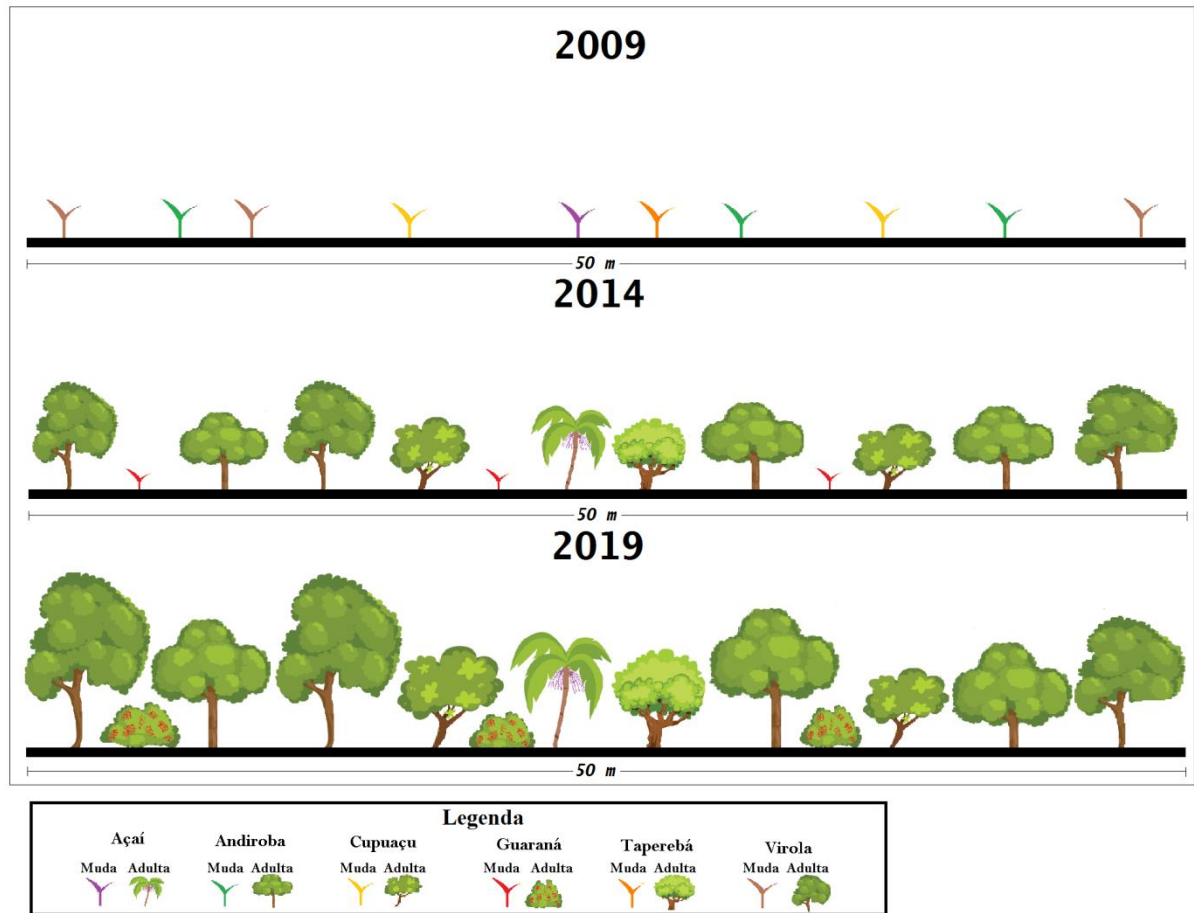 2009
50 m
2014
50 m
2019
50 m
Legenda
Açaí Andiroba Cupuaçu Guaraná Taperebá Virola
Muda Adulta Muda Adulta Muda Adulta Muda Adulta Muda Adulta Muda Adulta